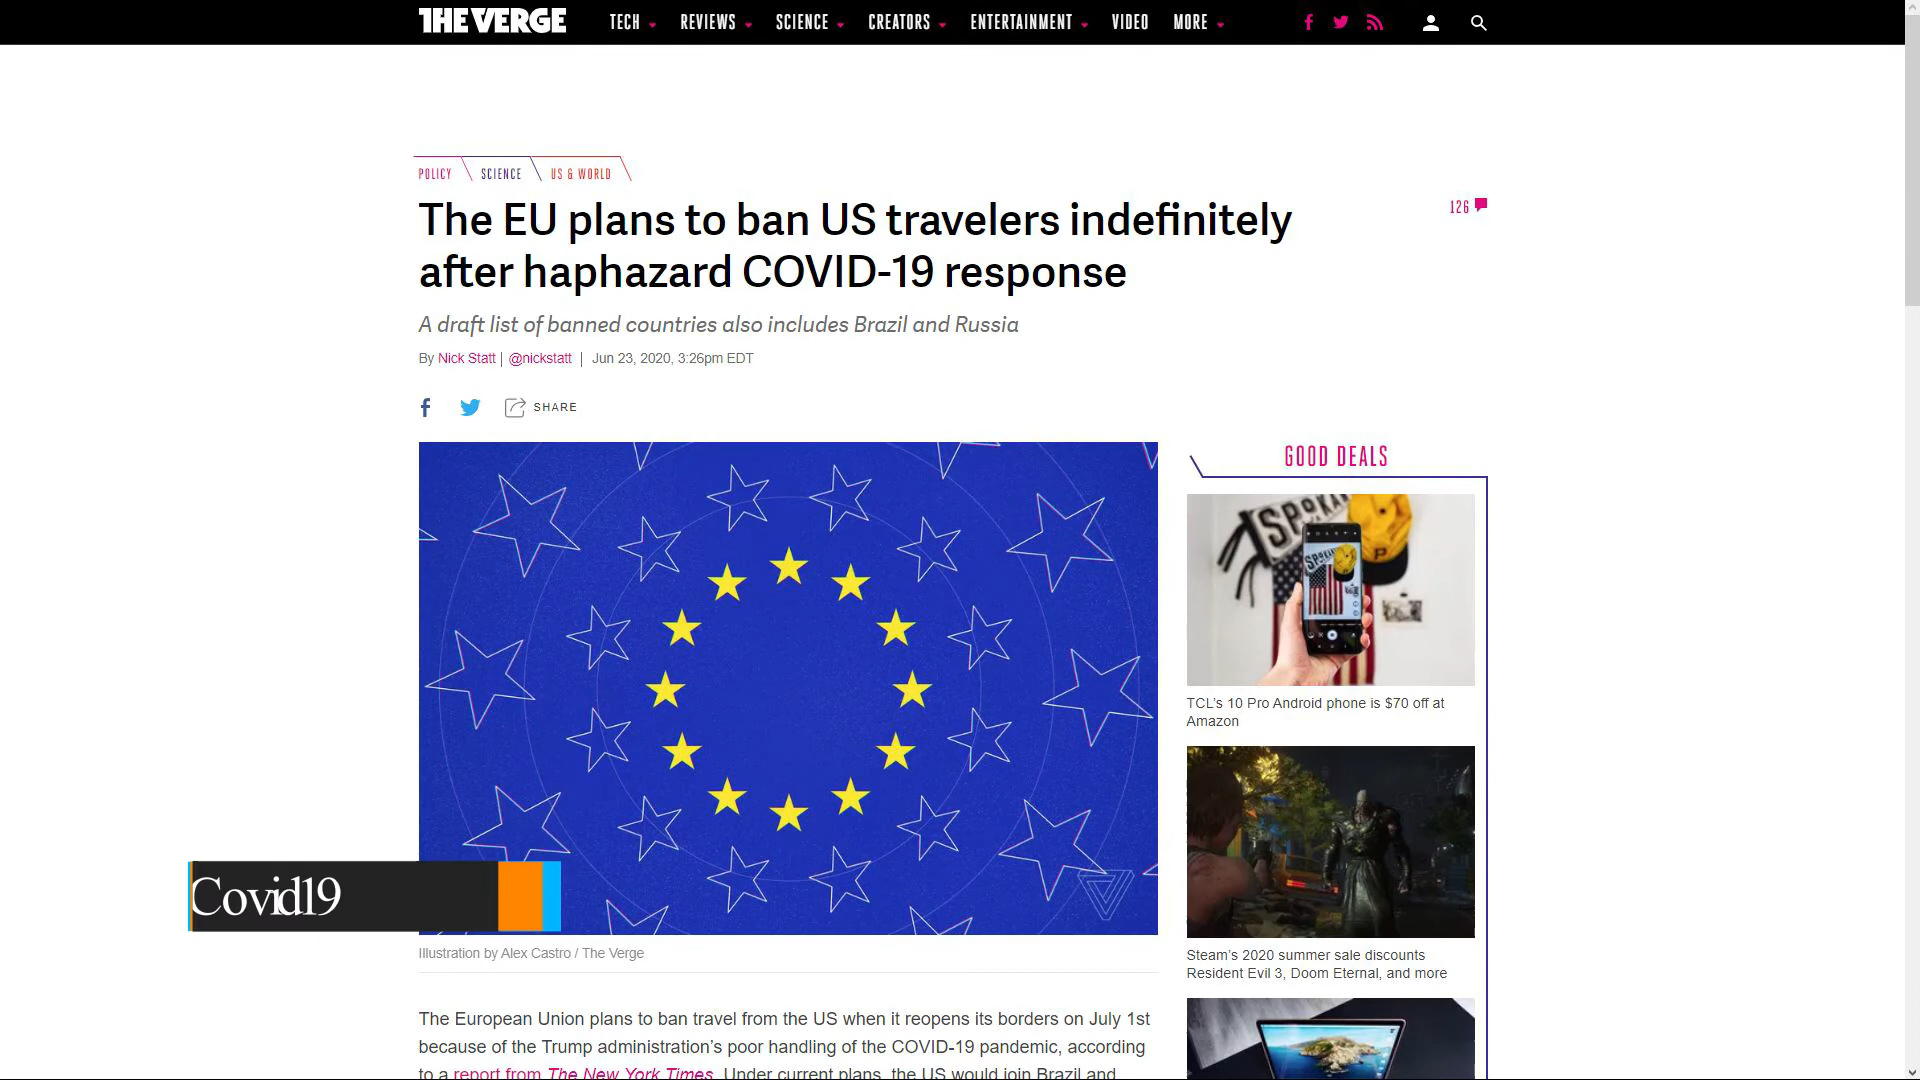 THE VERGE
TECH REVIEWS SCIENCE CREATORS ENTERTAINMENT VIDEO MORE
POLICY SCIENCE US & WORLD
The EU plans to ban US travelers indefinitely
after haphazard COVID-19 response
126
A draft list of banned countries also includes Brazil and Russia
By Nick Statt | @nickstatt | Jun 23, 2020, 3:26pm EDT
SHARE
GOOD DEALS
TCL's 10 Pro Android phone is $70 off at
Amazon
Covid19
Illustration by Alex Castro / The Verge
Steam's 2020 summer sale discounts
Resident Evil 3, Doom Eternal, and more
The European Union plans to ban travel from the US when it reopens its borders on July 1st
because of the Trump administration's poor handling of the COVID-19 pandemic, according
to a report from The New York Times. Under current plans, the US would join Brazil and